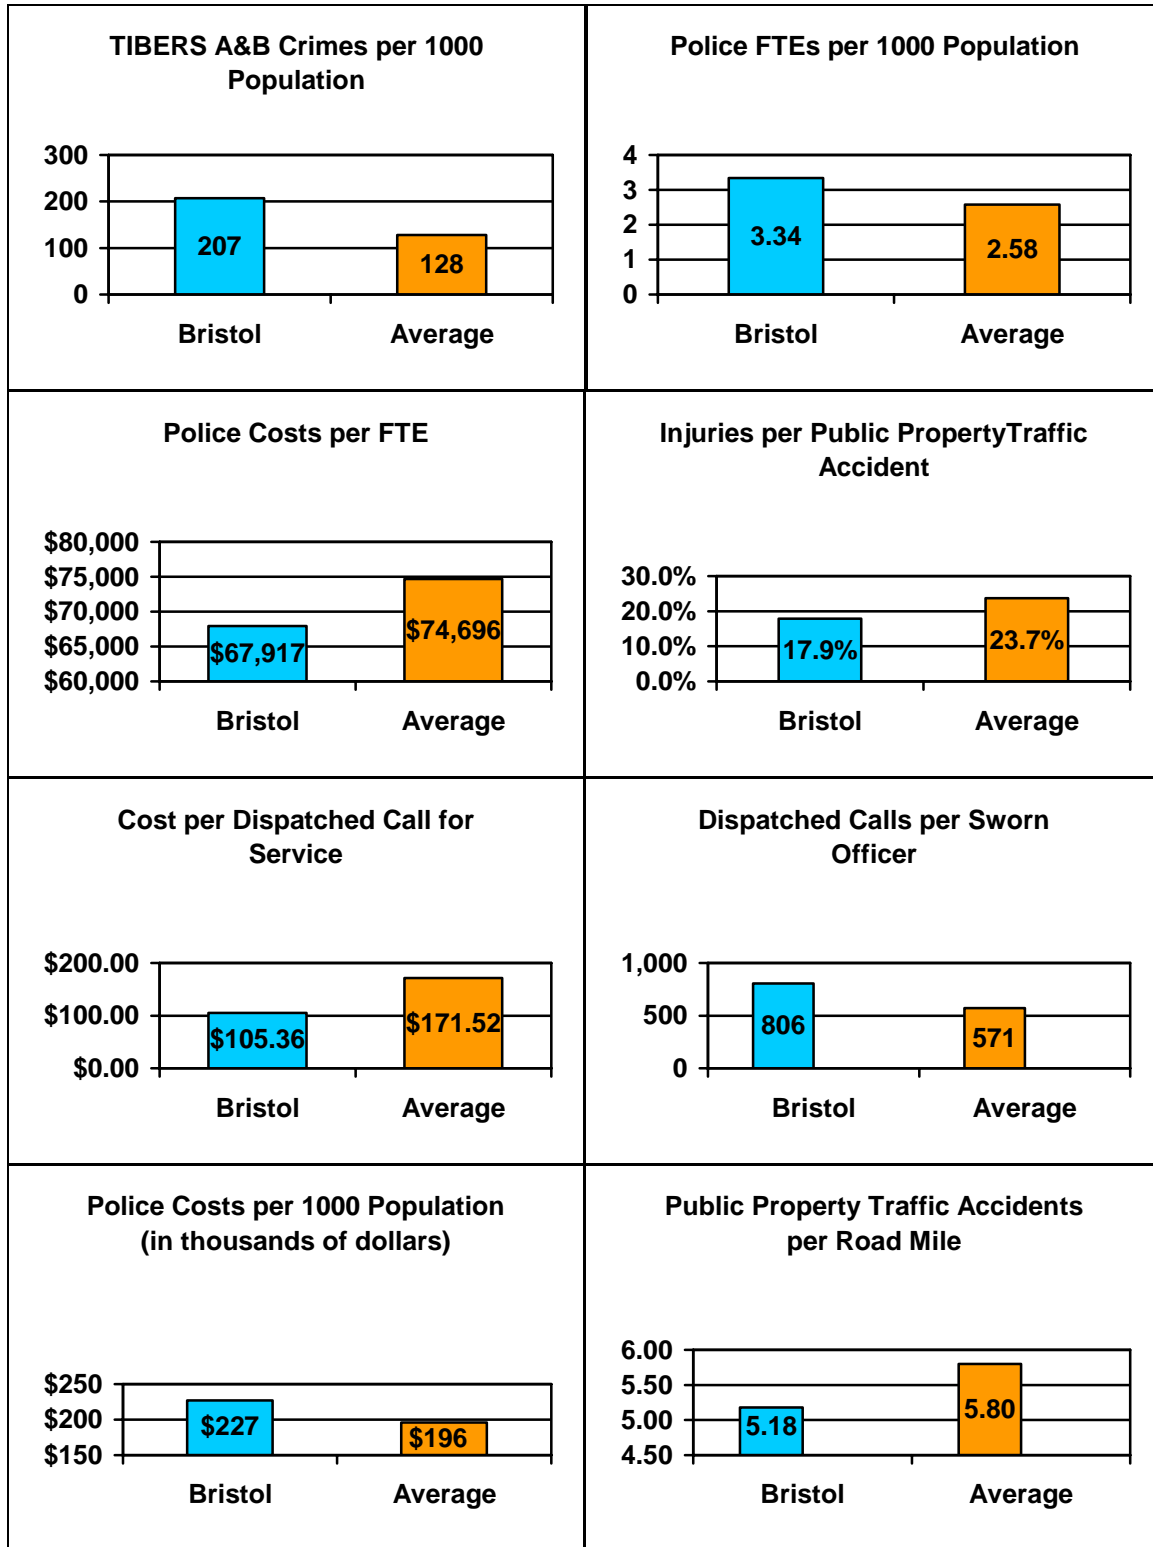 TIBERS A&B Crimes per 1000
Population
300
200
100
0
207
128
Bristol
Average
Police FTEs per 1000 Population
4
3
2
1
0
3.34
2.58
Bristol
Average
Police Costs per FTE
$80,000
$75,000
$70,000
$65,000
$60,000
$67,917
$74,696
Bristol
Average
Injuries per Public PropertyTraffic
Accident
30.0%
20.0%
10.0%
0.0%
17.9%
23.7%
Bristol
Average
Cost per Dispatched Call for
Service
$200.00
$100.00
$0.00
$105.36
$171.52
Bristol
Average
Dispatched Calls per Sworn
Officer
1,000
500
0
806
571
Bristol
Average
Police Costs per 1000 Population
(in thousands of dollars)
$250
$200
$150
$227
$196
Bristol
Average
Public Property Traffic Accidents
per Road Mile
6.00
5.50
5.00
4.50
5.18
5.80
Bristol
Average